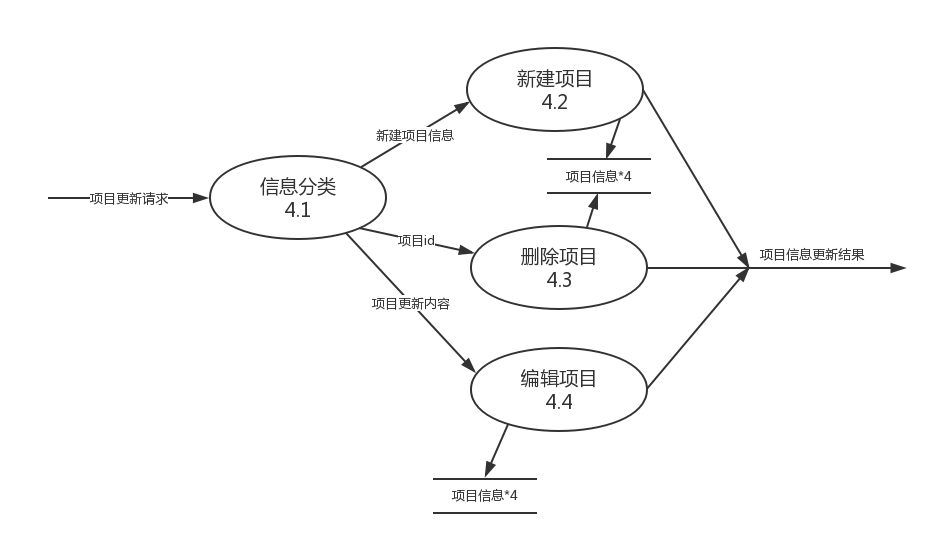 新建项目
4.2
新建项目信息
项目信息*4
信息分类
4.1
项目更新请求
项目id
删除项目
4.3
项目信息更新结果
项目更新内容
编辑项目
4.4
项目信息*4